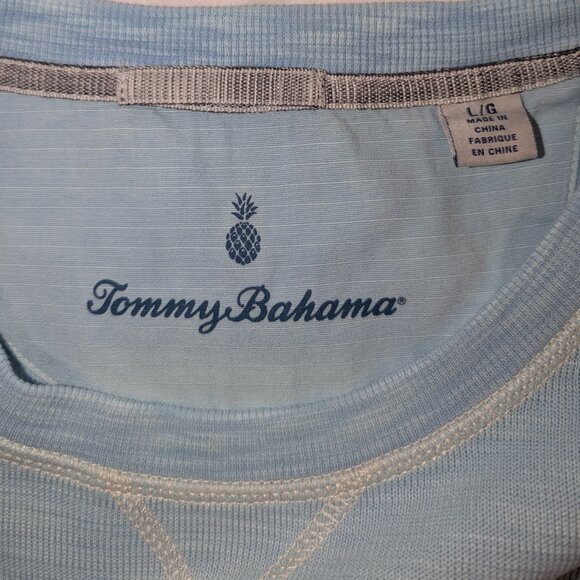 L/G
MADE IN
CHINA
FABRIQUE
EN CHINE
Tommy Bahama®